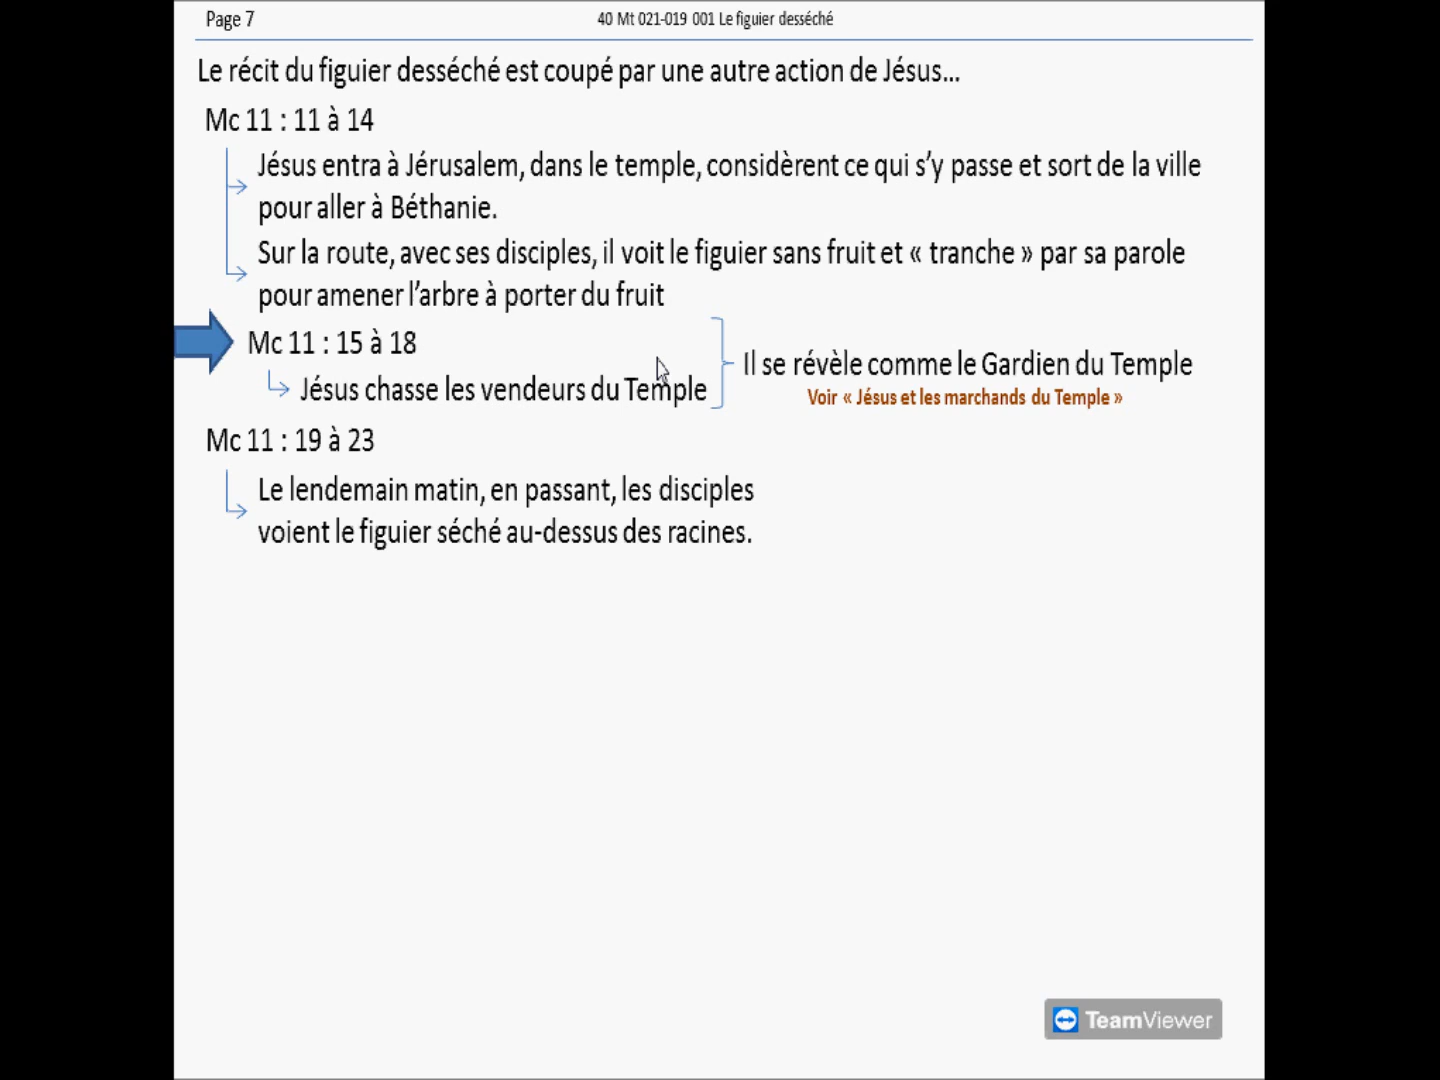 Page 7
40 Mt 021-019 001 Le figuier desséché
Le récit du figuier desséché est coupé par une autre action de Jésus...
Mc 11 : 11 à 14
Jésus entra à Jérusalem, dans le temple, considèrent ce qui s’y passe et sort de la ville
pour aller à Béthanie.
Sur la route, avec ses disciples, il voit le figuier sans fruit et « tranche » par sa parole
pour amener l’arbre à porter du fruit
Mc 11 : 15 à 18
Jésus chasse les vendeurs du Temple
Il se révèle comme le Gardien du Temple
Voir « Jésus et les marchands du Temple »
Mc 11 : 19 à 23
Le lendemain matin, en passant, les disciples
voient le figuier séché au-dessus des racines.
TeamViewer